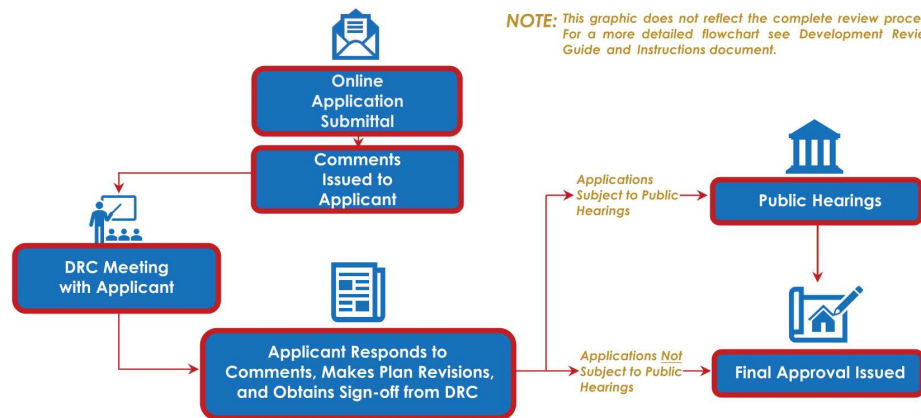 NOTE: This graphic does not reflect the complete review
For a more detailed flowchart see Development
Guide and Instructions document.
Online
Application
Submittal
Comments
Issued to
Applicant
Applications
Subject to Public
Hearings
Public Hearings
DRC Meeting
with Applicant
Applicant Responds to
Comments, Makes Plan Revisions,
and Obtains Sign-off from DRC
Applications Not
Subject to Public
Hearings
Final Approval Issued